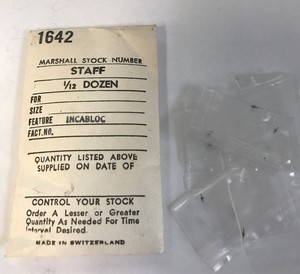 1642
MARSHALL STOCK NUMBER
STAFF
1/12 DOZEN
FOR
SIZE
FEATURE INCABLOC
FACT.NO.
QUANTITY LISTED ABOVE
SUPPLIED ON DATE OF
CONTROL YOUR STOCK
Order A Lesser or Greater
Quantity As Needed For Time
Interval Desired.
MADE IN SWITZERLAND